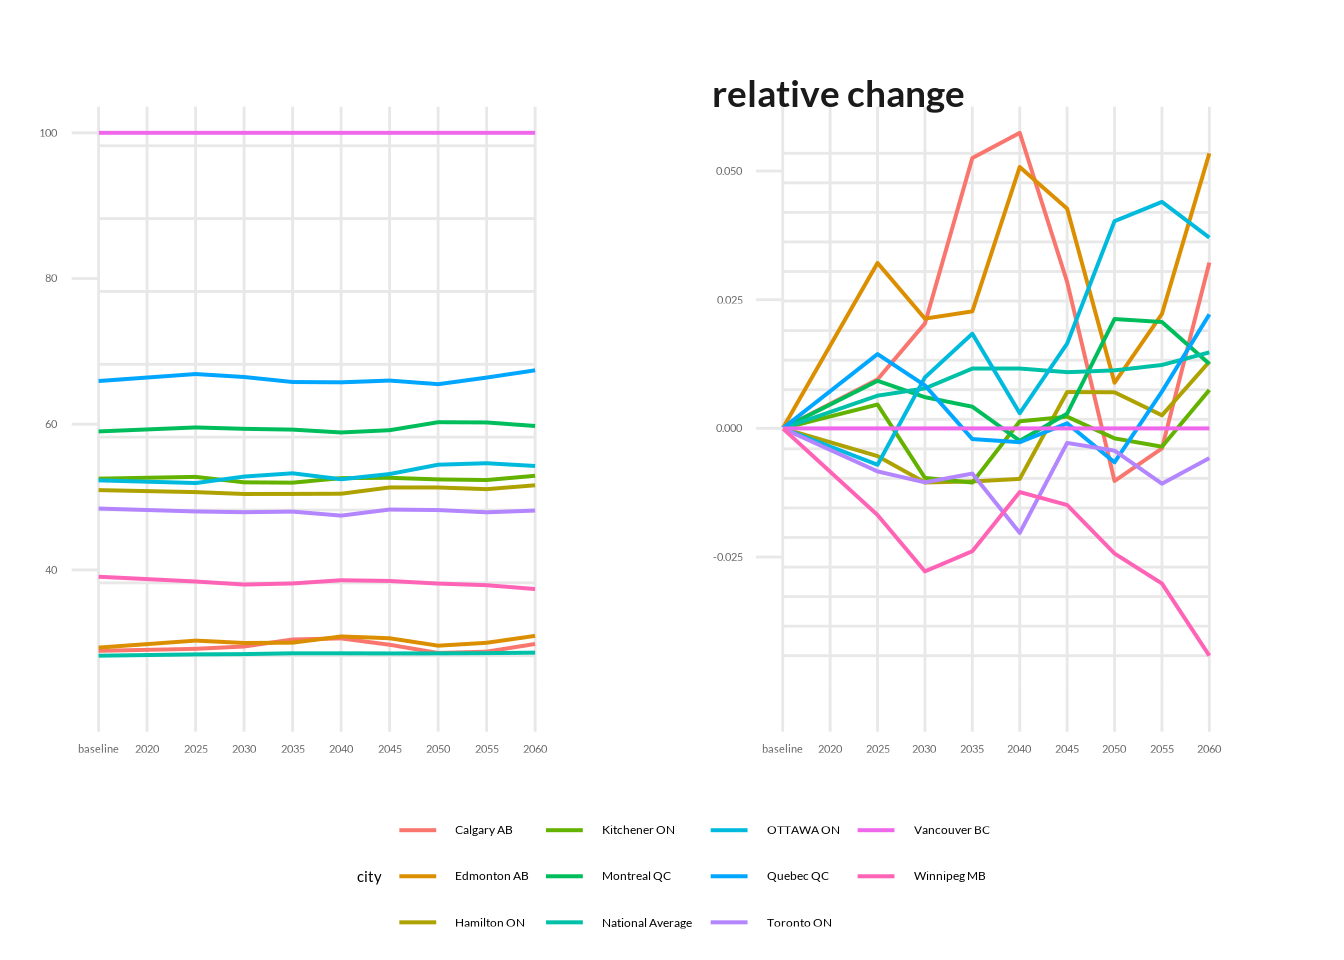 relative change
100
80
60
40
0.050
0.025
0.000
-0.025
baseline 2020 2025 2030 2035 2040 2045 2050 2055 2060
baseline 2020 2025 2030 2035 2040 2045 2050 2055 2060
city
Calgary AB
Kitchener ON
OTTAWA ON
Vancouver BC
Edmonton AB
Montreal QC
Quebec QC
Winnipeg MB
Hamilton ON
National Average
Toronto ON